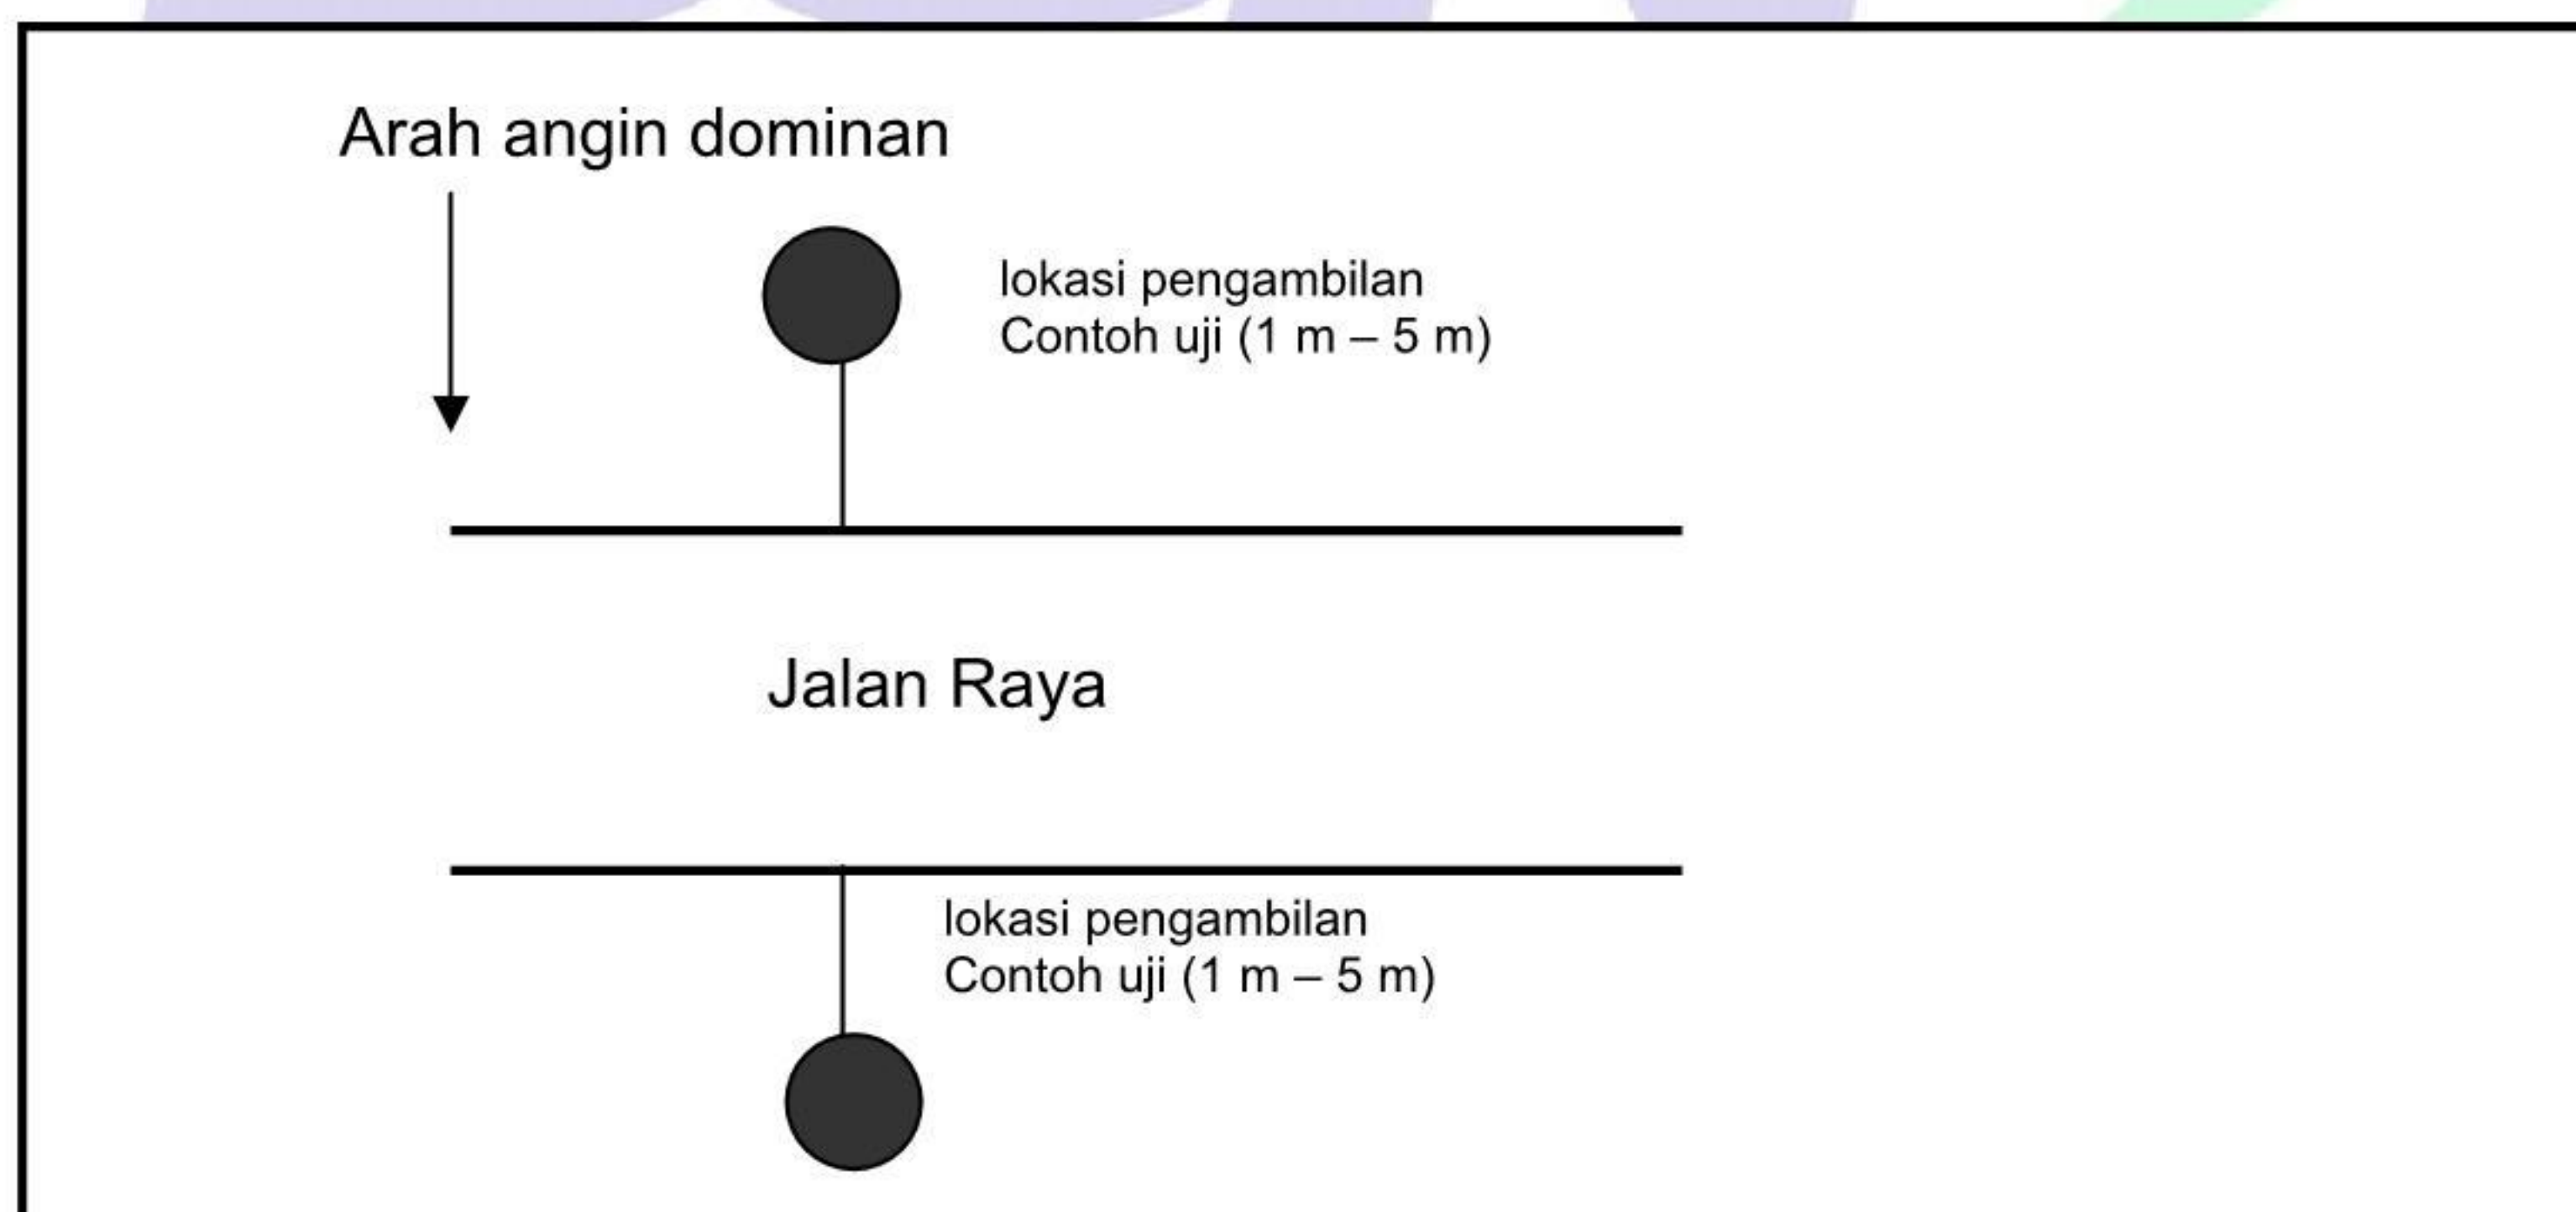 Arah angin dominan
lokasi pengambilan
Contoh uji (1 m – 5 m)
Jalan Raya
lokasi pengambilan
Contoh uji (1 m – 5 m)